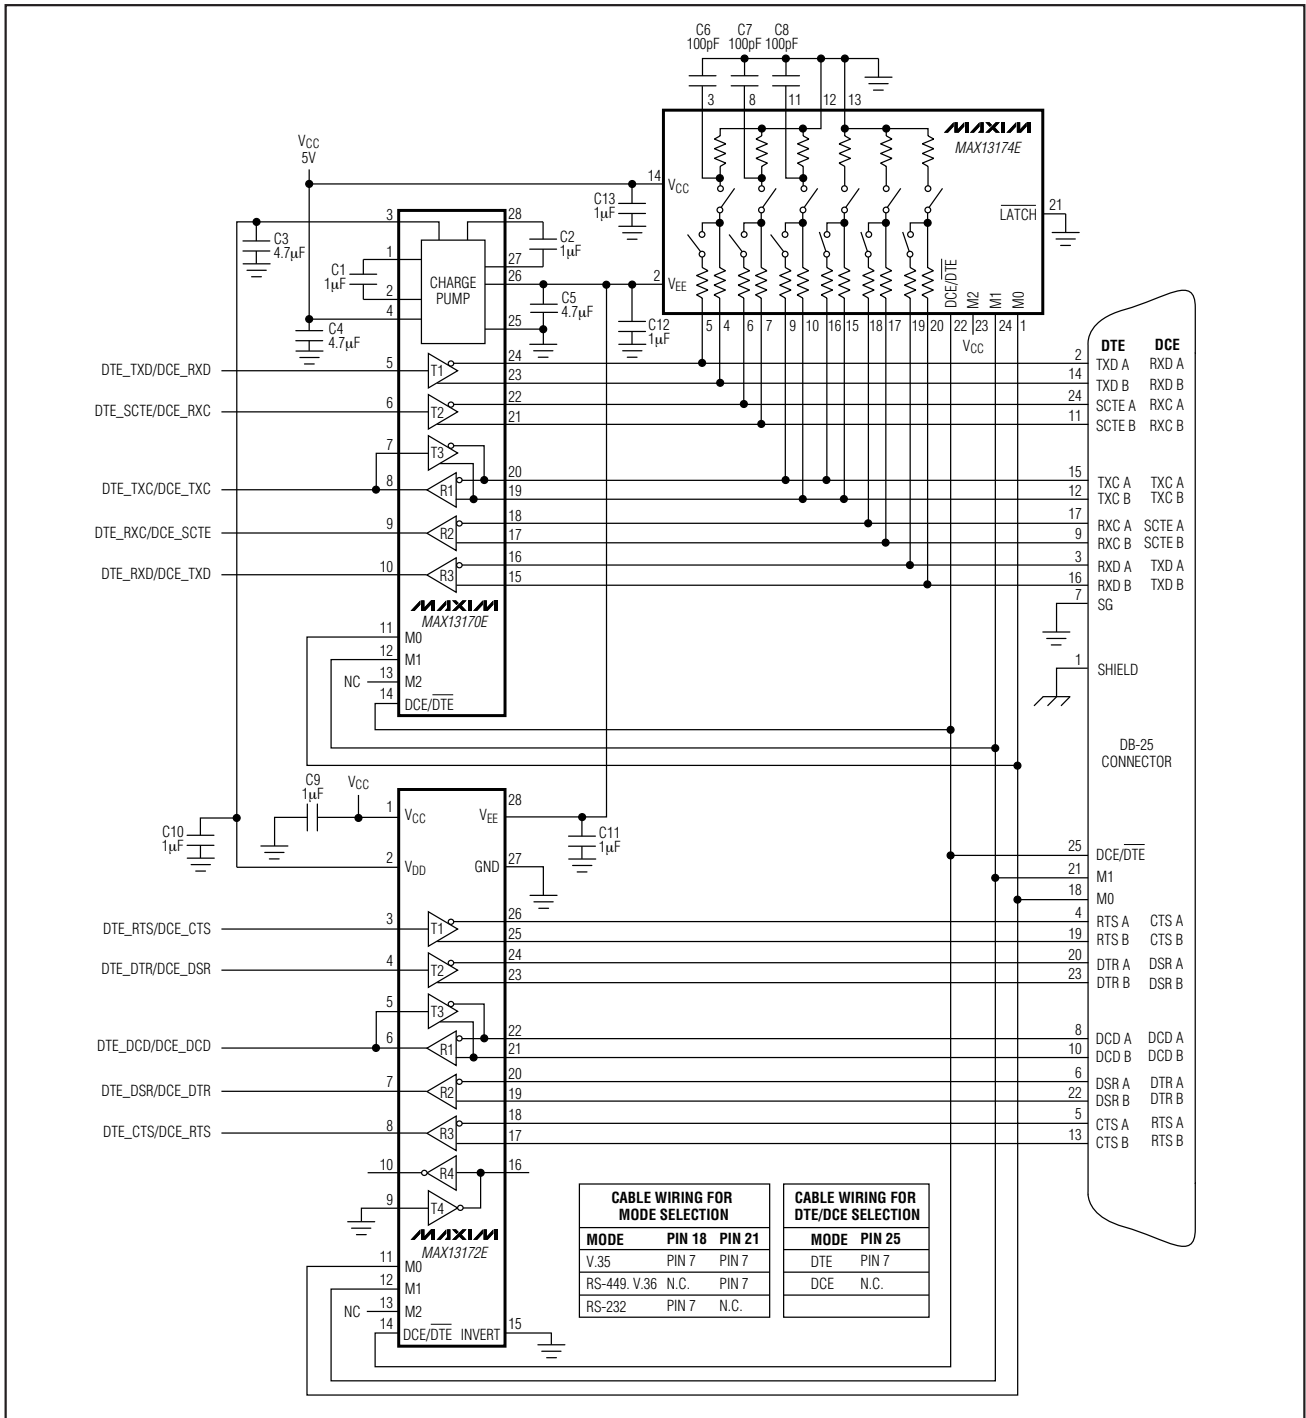 C6 C7 C8
100pF 100pF 100pF
3 8 11 12 13
MAXIM
MAX13174E
VCC
5V
14 VCC
C13
1µF
21
LATCH
3 28
C3
4.7µF
C2
1µF
1 27
C1
1µF
CHARGE
PUMP
26
2 VEE
2
4 25
C5
4.7µF
C4
4.7µF
C12
1µF
DCE/DTE
M2
M1
M0
5 4 6 7 9 10 16 15 18 17 19 20 22 23 24 1
VCC
DTE DCE
DTE_TXD/DCE_RXD 5 T1 24 2 TXD A RXD A
23 14 TXD B RXD B
DTE_SCTE/DCE_RXC 6 T2 22 24 SCTE A RXC A
21 11 SCTE B RXC B
7 T3
DTE_TXC/DCE_TXC 8 R1 20 15 TXC A TXC A
19 12 TXC B TXC B
DTE_RXC/DCE_SCTE 9 R2 18 17 RXC A SCTE A
17 9 RXC B SCTE B
DTE_RXD/DCE_TXD 10 R3 16 3 RXD A TXD A
15 16 RXD B TXD B
7 SG
MAXIM
MAX13170E
11 M0
12 M1
NC 13 M2
14 DCE/DTE
1 SHIELD
DB-25
CONNECTOR
C9
1µF
VCC
1 VCC VEE 28
C10
1µF
C11
1µF
2 VDD GND 27
25 DCE/DTE
21 M1
18 M0
DTE_RTS/DCE_CTS 3 T1 26 4 RTS A CTS A
25 19 RTS B CTS B
DTE_DTR/DCE_DSR 4 T2 24 20 DTR A DSR A
23 23 DTR B DSR B
5 T3
DTE_DCD/DCE_DCD 6 R1 22 8 DCD A DCD A
21 10 DCD B DCD B
DTE_DSR/DCE_DTR 7 R2 20 6 DSR A DTR A
19 22 DSR B DTR B
DTE_CTS/DCE_RTS 8 R3 18 5 CTS A RTS A
17 13 CTS B RTS B
10 R4 16
9 T4
MAXIM
MAX13172E
11 M0
12 M1
NC 13 M2
14 DCE/DTE INVERT 15
CABLE WIRING FOR
MODE SELECTION
MODE PIN 18 PIN 21
V.35 PIN 7 PIN 7
RS-449. V.36 N.C. PIN 7
RS-232 PIN 7 N.C.
CABLE WIRING FOR
DTE/DCE SELECTION
MODE PIN 25
DTE PIN 7
DCE N.C.